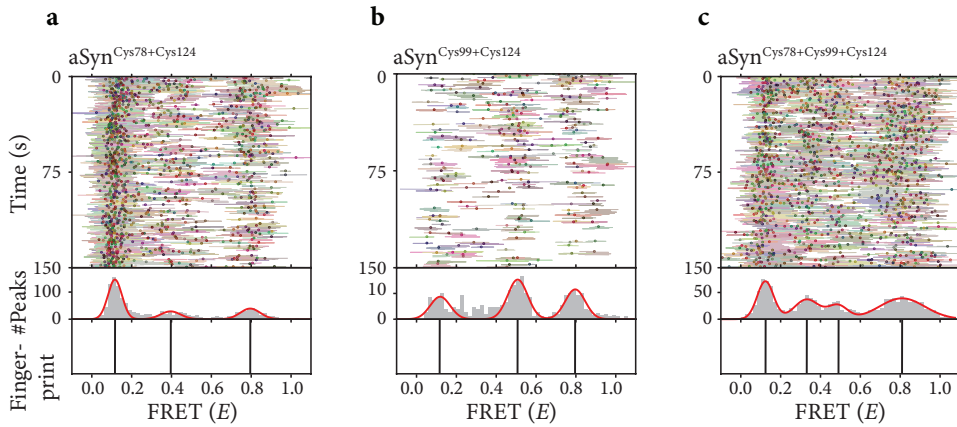 a
b
c
aSyn^Cys78+Cys124
aSyn^Cys99+Cys124
aSyn^Cys78+Cys99+Cys124
Time (s)
0
75
150
0
75
150
0
75
150
#Peaks
100
0
10
0
50
0
Finger-
print
0.0 0.2 0.4 0.6 0.8 1.0
0.0 0.2 0.4 0.6 0.8 1.0
0.0 0.2 0.4 0.6 0.8 1.0
FRET (E)
FRET (E)
FRET (E)